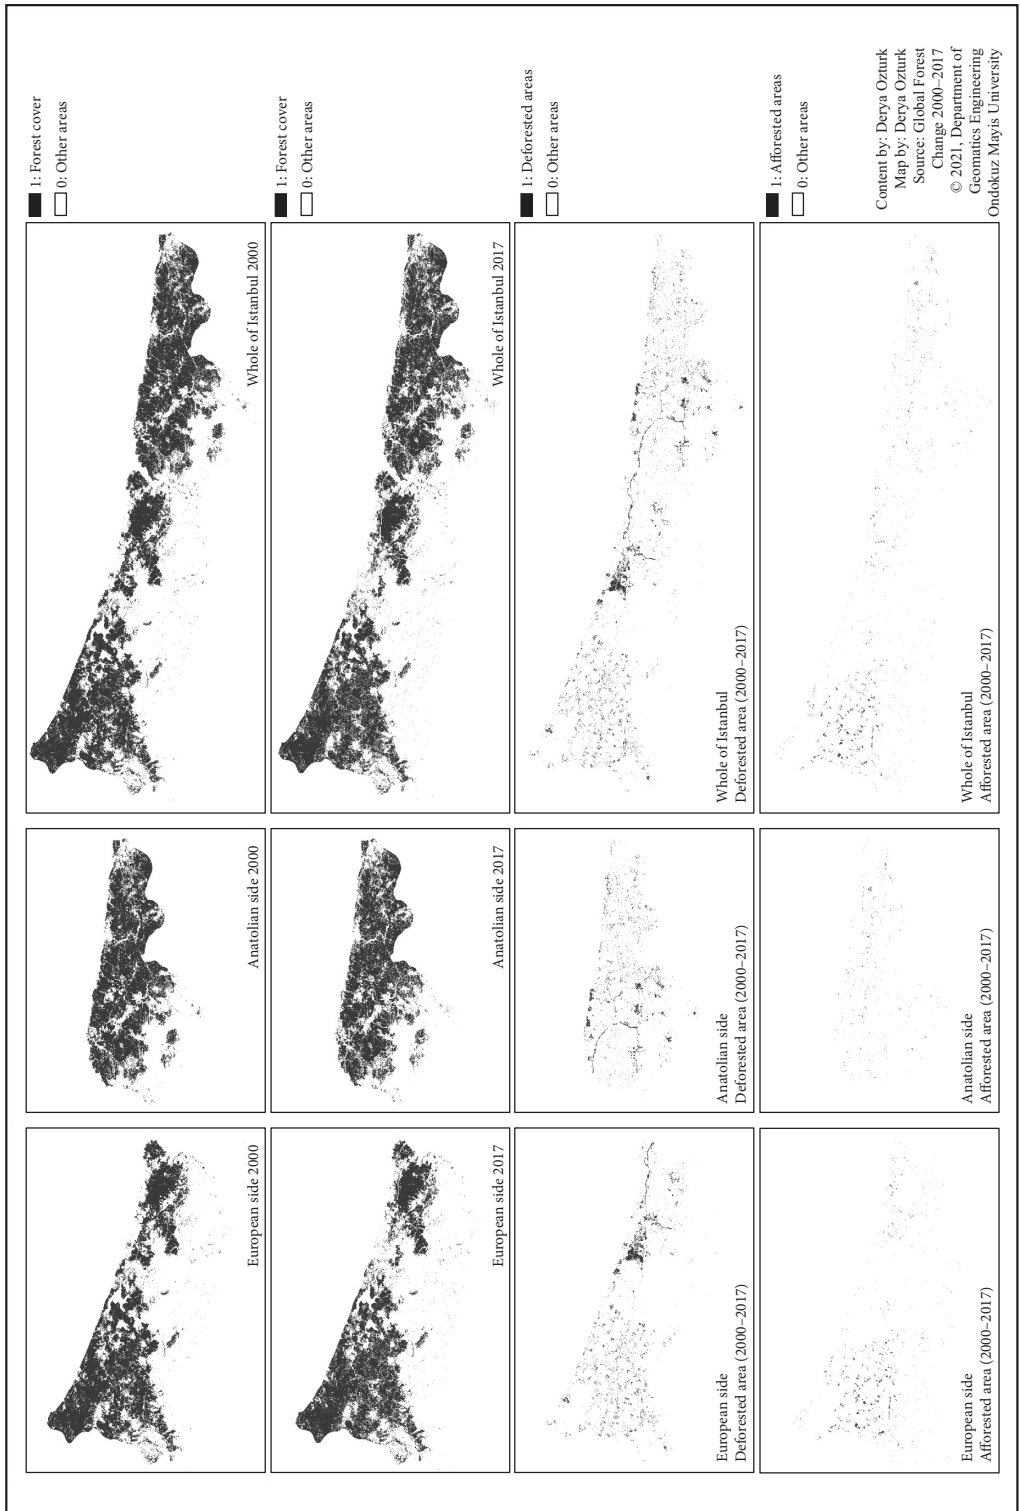 European side 2000
Anatolian side 2000
Whole of Istanbul 2000
1: Forest cover
0: Other areas
European side 2017
Anatolian side 2017
Whole of Istanbul 2017
1: Forest cover
0: Other areas
European side
Deforested area (2000–2017)
Anatolian side
Deforested area (2000–2017)
Whole of Istanbul
Deforested area (2000–2017)
1: Deforested areas
0: Other areas
European side
Afforested area (2000–2017)
Anatolian side
Afforested area (2000–2017)
Whole of Istanbul
Afforested area (2000–2017)
1: Afforested areas
0: Other areas
Content by: Derya Ozturk
Map by: Derya Ozturk
Source: Global Forest
Change 2000–2017
© 2021, Department of
Geomatics Engineering
Ondokuz Mayis University